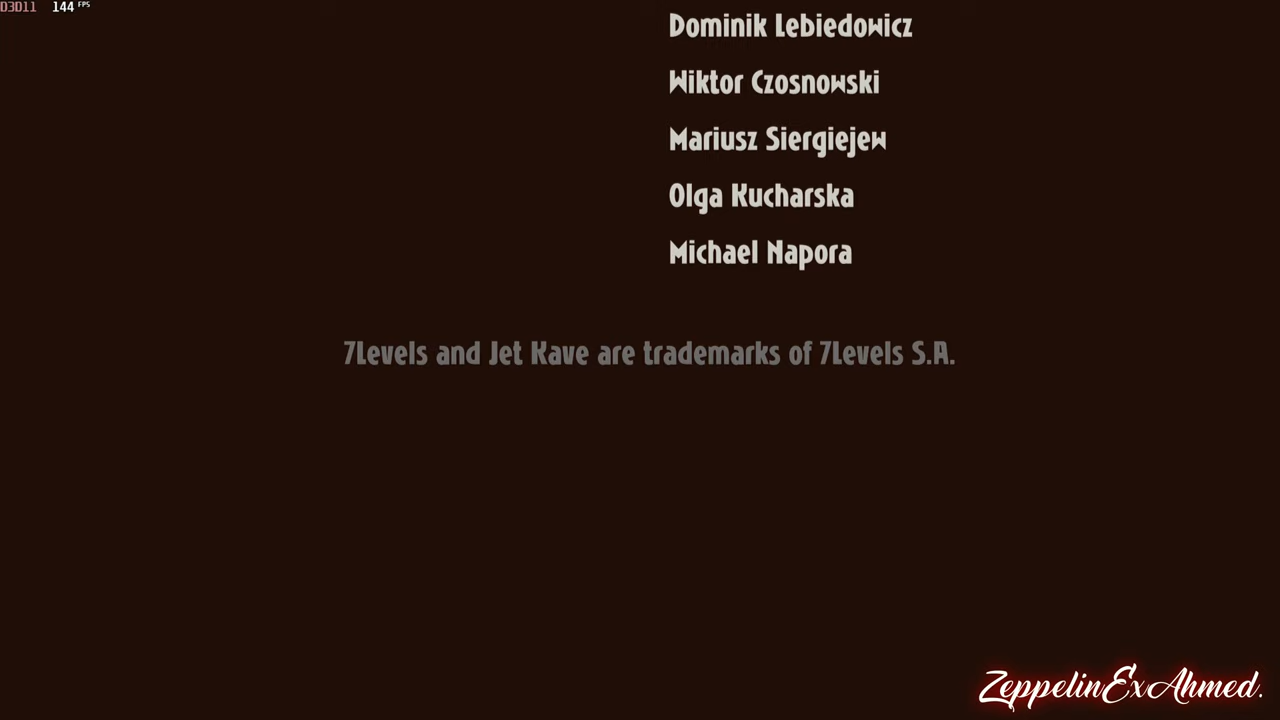 D3D11 144 FPS
Dominik Lebiedowicz
Wiktor Czosnowski
Mariusz Siergiejew
Olga Kucharska
Michael Napora
7Levels and Jet Kave are trademarks of 7Levels S.A.
ZeppelinExAhmed.